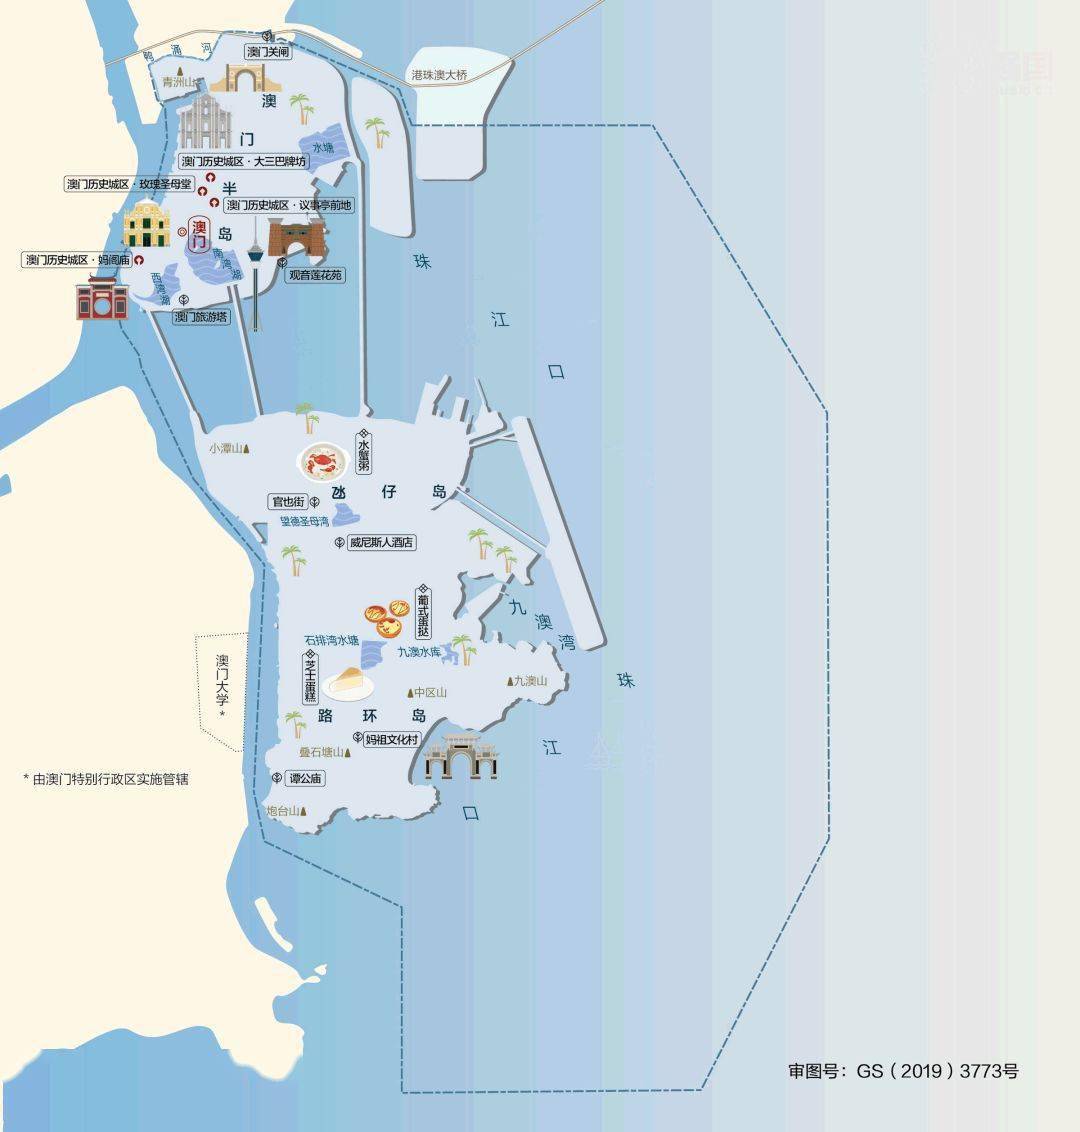 澳门关闸
鸭涌河
港珠澳大桥
青洲山
澳门半岛
水塘
澳门历史城区·大三巴牌坊
澳门历史城区·玫瑰圣母堂
澳门历史城区·议事亭前地
澳门
南湾湖
澳门历史城区·妈阁庙
西湾湖
观音莲花苑
澳门旅游塔
珠江口
小潭山
水蟹粥
氹仔岛
官也街
望德圣母湾
威尼斯人酒店
葡式蛋挞
九澳湾
石排湾水塘
九澳水库
芝士蛋糕
澳门大学*
中区山
九澳山
珠江口
路环岛
妈祖文化村
叠石塘山
谭公庙
*由澳门特别行政区实施管辖
炮台山
审图号：GS（2019）3773号